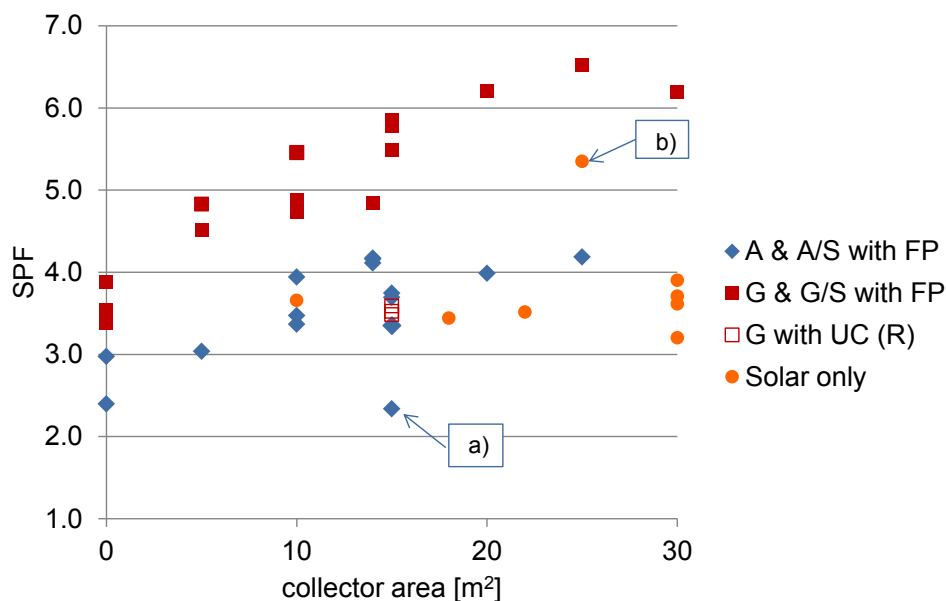 7.0
6.0
5.0
4.0
3.0
2.0
1.0
SPF
0
10
20
30
collector area [m²]
b)
a)
A & A/S with FP
G & G/S with FP
G with UC (R)
Solar only